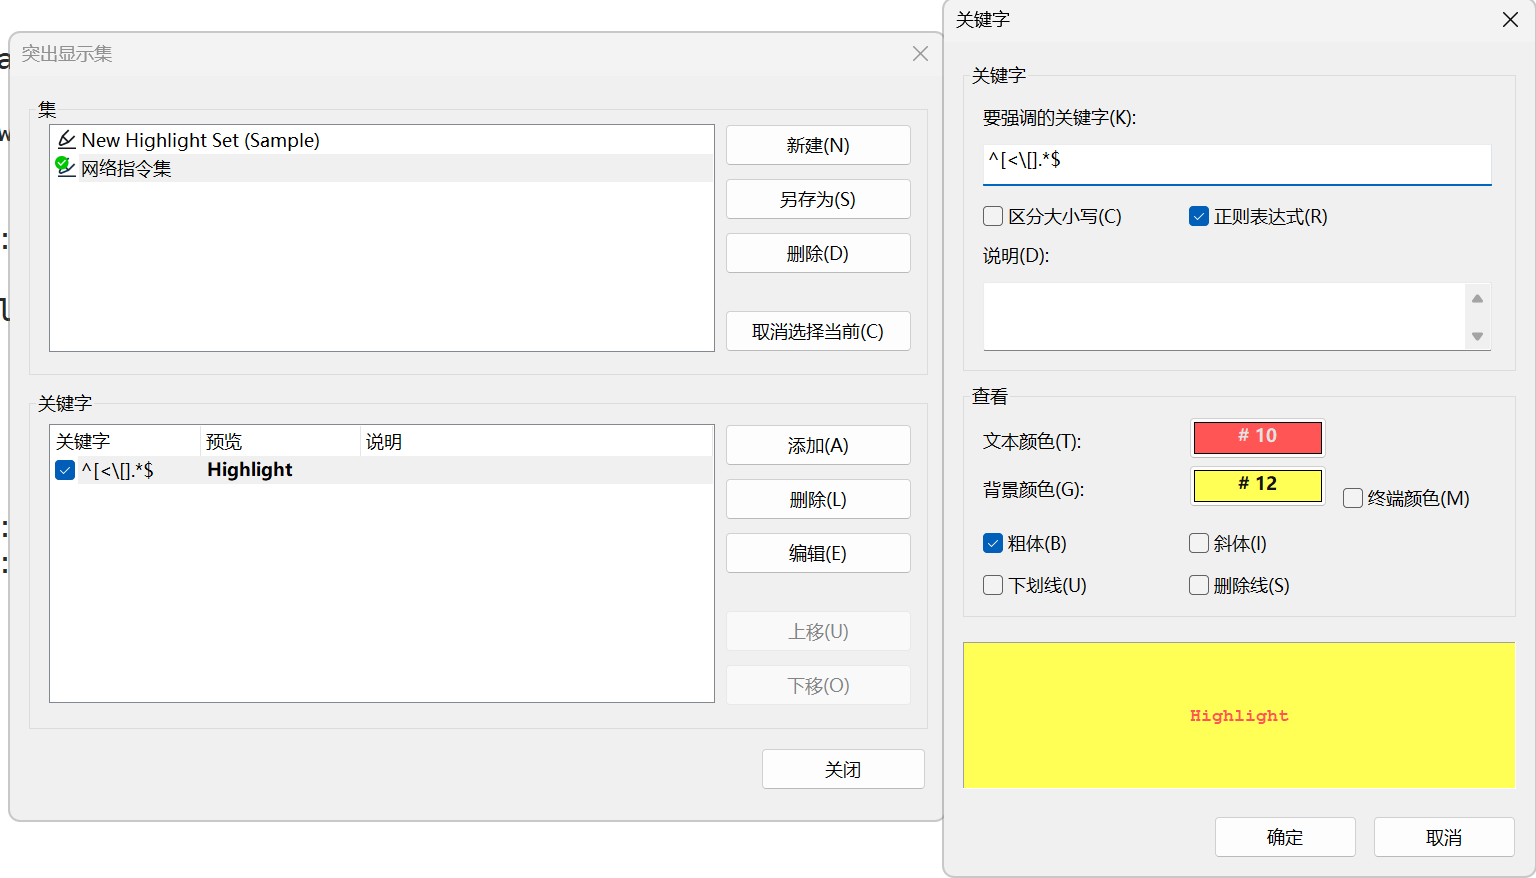 突出显示集
集
New Highlight Set (Sample)
网络指令集
新建(N)
另存为(S)
删除(D)
取消选择当前(C)
关键字
关键字 预览 说明
^[<\[].*$ Highlight
添加(A)
删除(L)
编辑(E)
上移(U)
下移(O)
关闭
关键字
关键字
要强调的关键字(K):
^[<\[].*$
区分大小写(C) 正则表达式(R)
说明(D):
查看
文本颜色(T): # 10
背景颜色(G): # 12 终端颜色(M)
粗体(B) 斜体(I)
下划线(U) 删除线(S)
Highlight
确定 取消